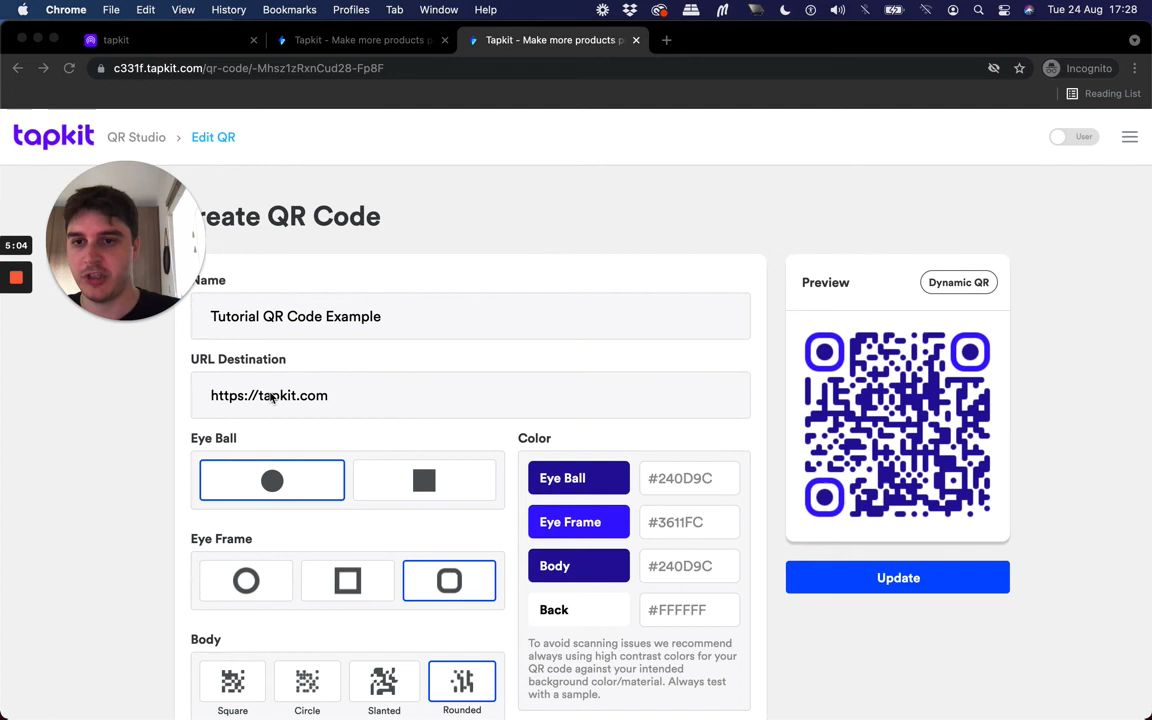 Chrome File Edit View History Bookmarks Profiles Tab Window Help Tue 24 Aug 17:28
tapkit Tapkit - Make more products p Tapkit - Make more products p
c331f.tapkit.com/qr-code/-Mhsz1zRxnCud28-Fp8F Incognito
Reading List
tapkit QR Studio › Edit QR User
reate QR Code
5:04
Name
Preview Dynamic QR
Tutorial QR Code Example
URL Destination
https://tapkit.com
Eye Ball
Color
Eye Ball #240D9C
Eye Frame #3611FC
Body #240D9C
Back #FFFFFF
To avoid scanning issues we recommend
always using high contrast colors for your
QR code against your intended
background color/material. Always test
with a sample.
Eye Frame
Update
Body
Square Circle Slanted Rounded